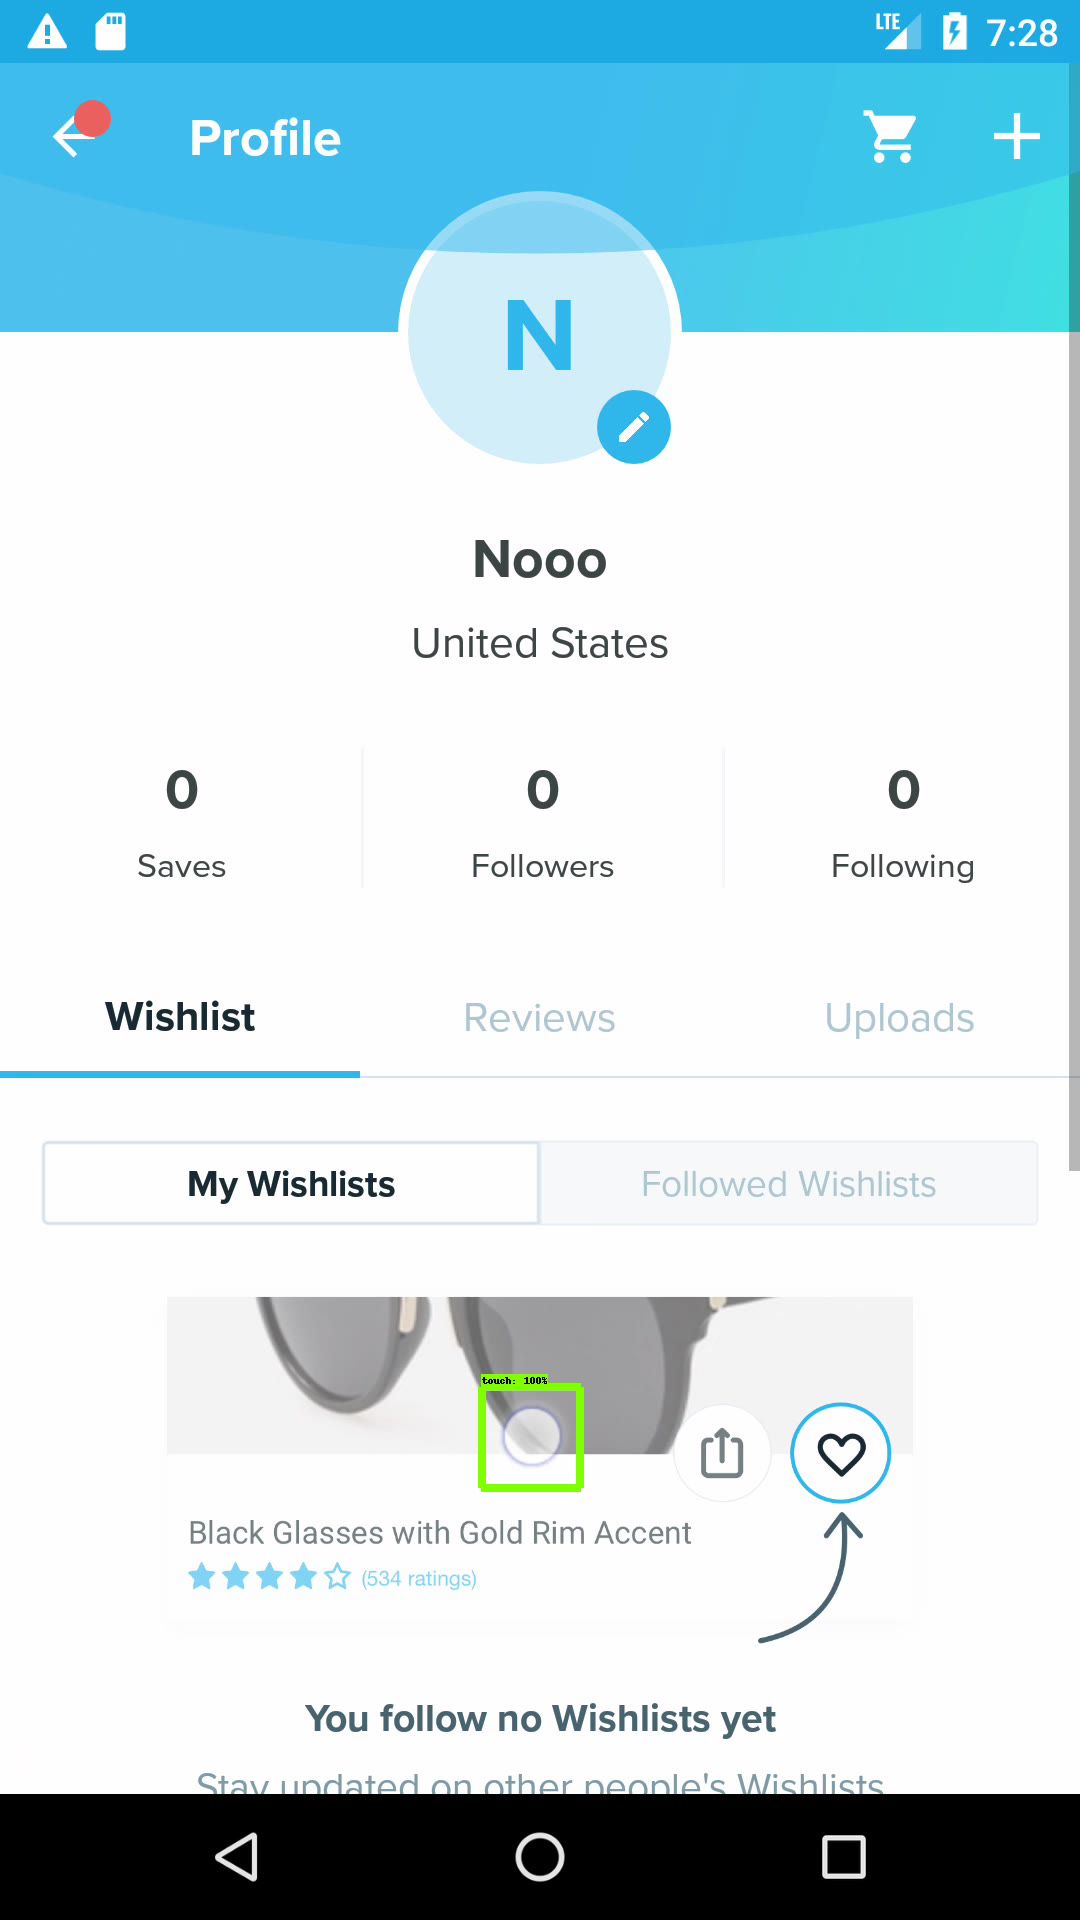 LTE 7:28
Profile
N
Nooo
United States
0 0 0
Saves Followers Following
Wishlist Reviews Uploads
My Wishlists Followed Wishlists
touch: 100%
Black Glasses with Gold Rim Accent
(534 ratings)
You follow no Wishlists yet
Stay updated on other people's Wishlists